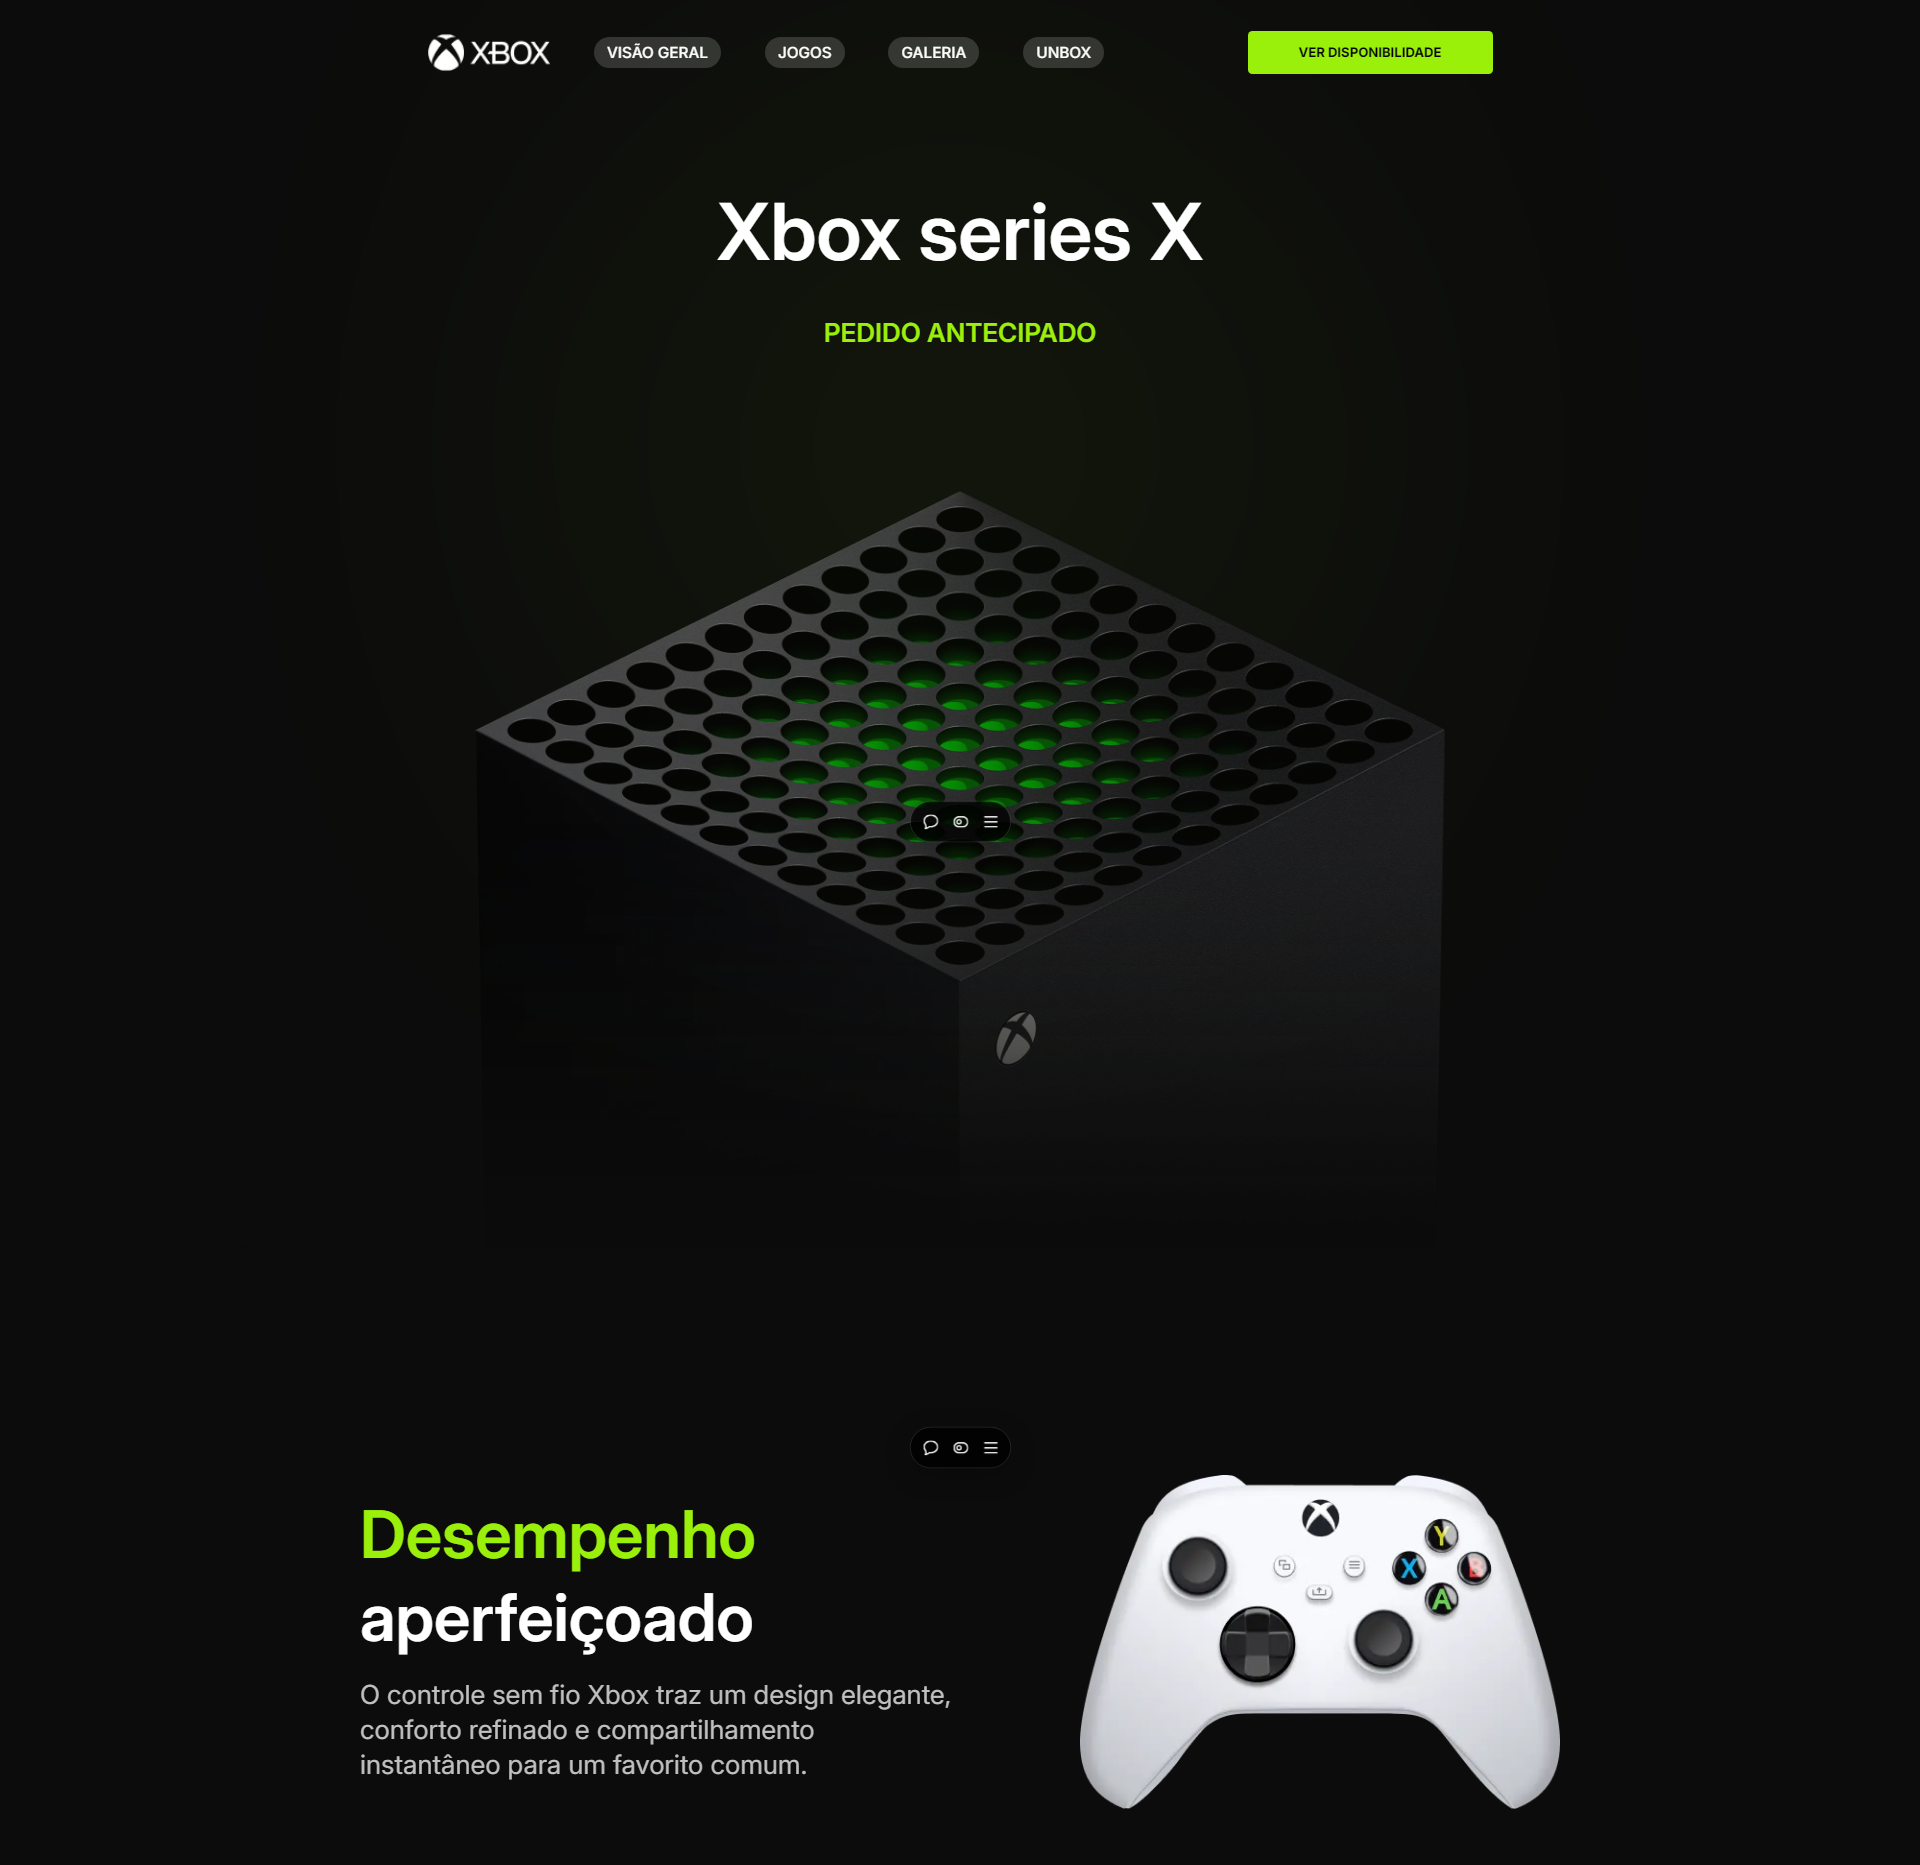 XBOX
VISÃO GERAL
JOGOS
GALERIA
UNBOX
VER DISPONIBILIDADE
Xbox series X
PEDIDO ANTECIPADO
Desempenho
aperfeiçoado
Y
X
B
A
O controle sem fio Xbox traz um design elegante,
conforto refinado e compartilhamento
instantâneo para um favorito comum.